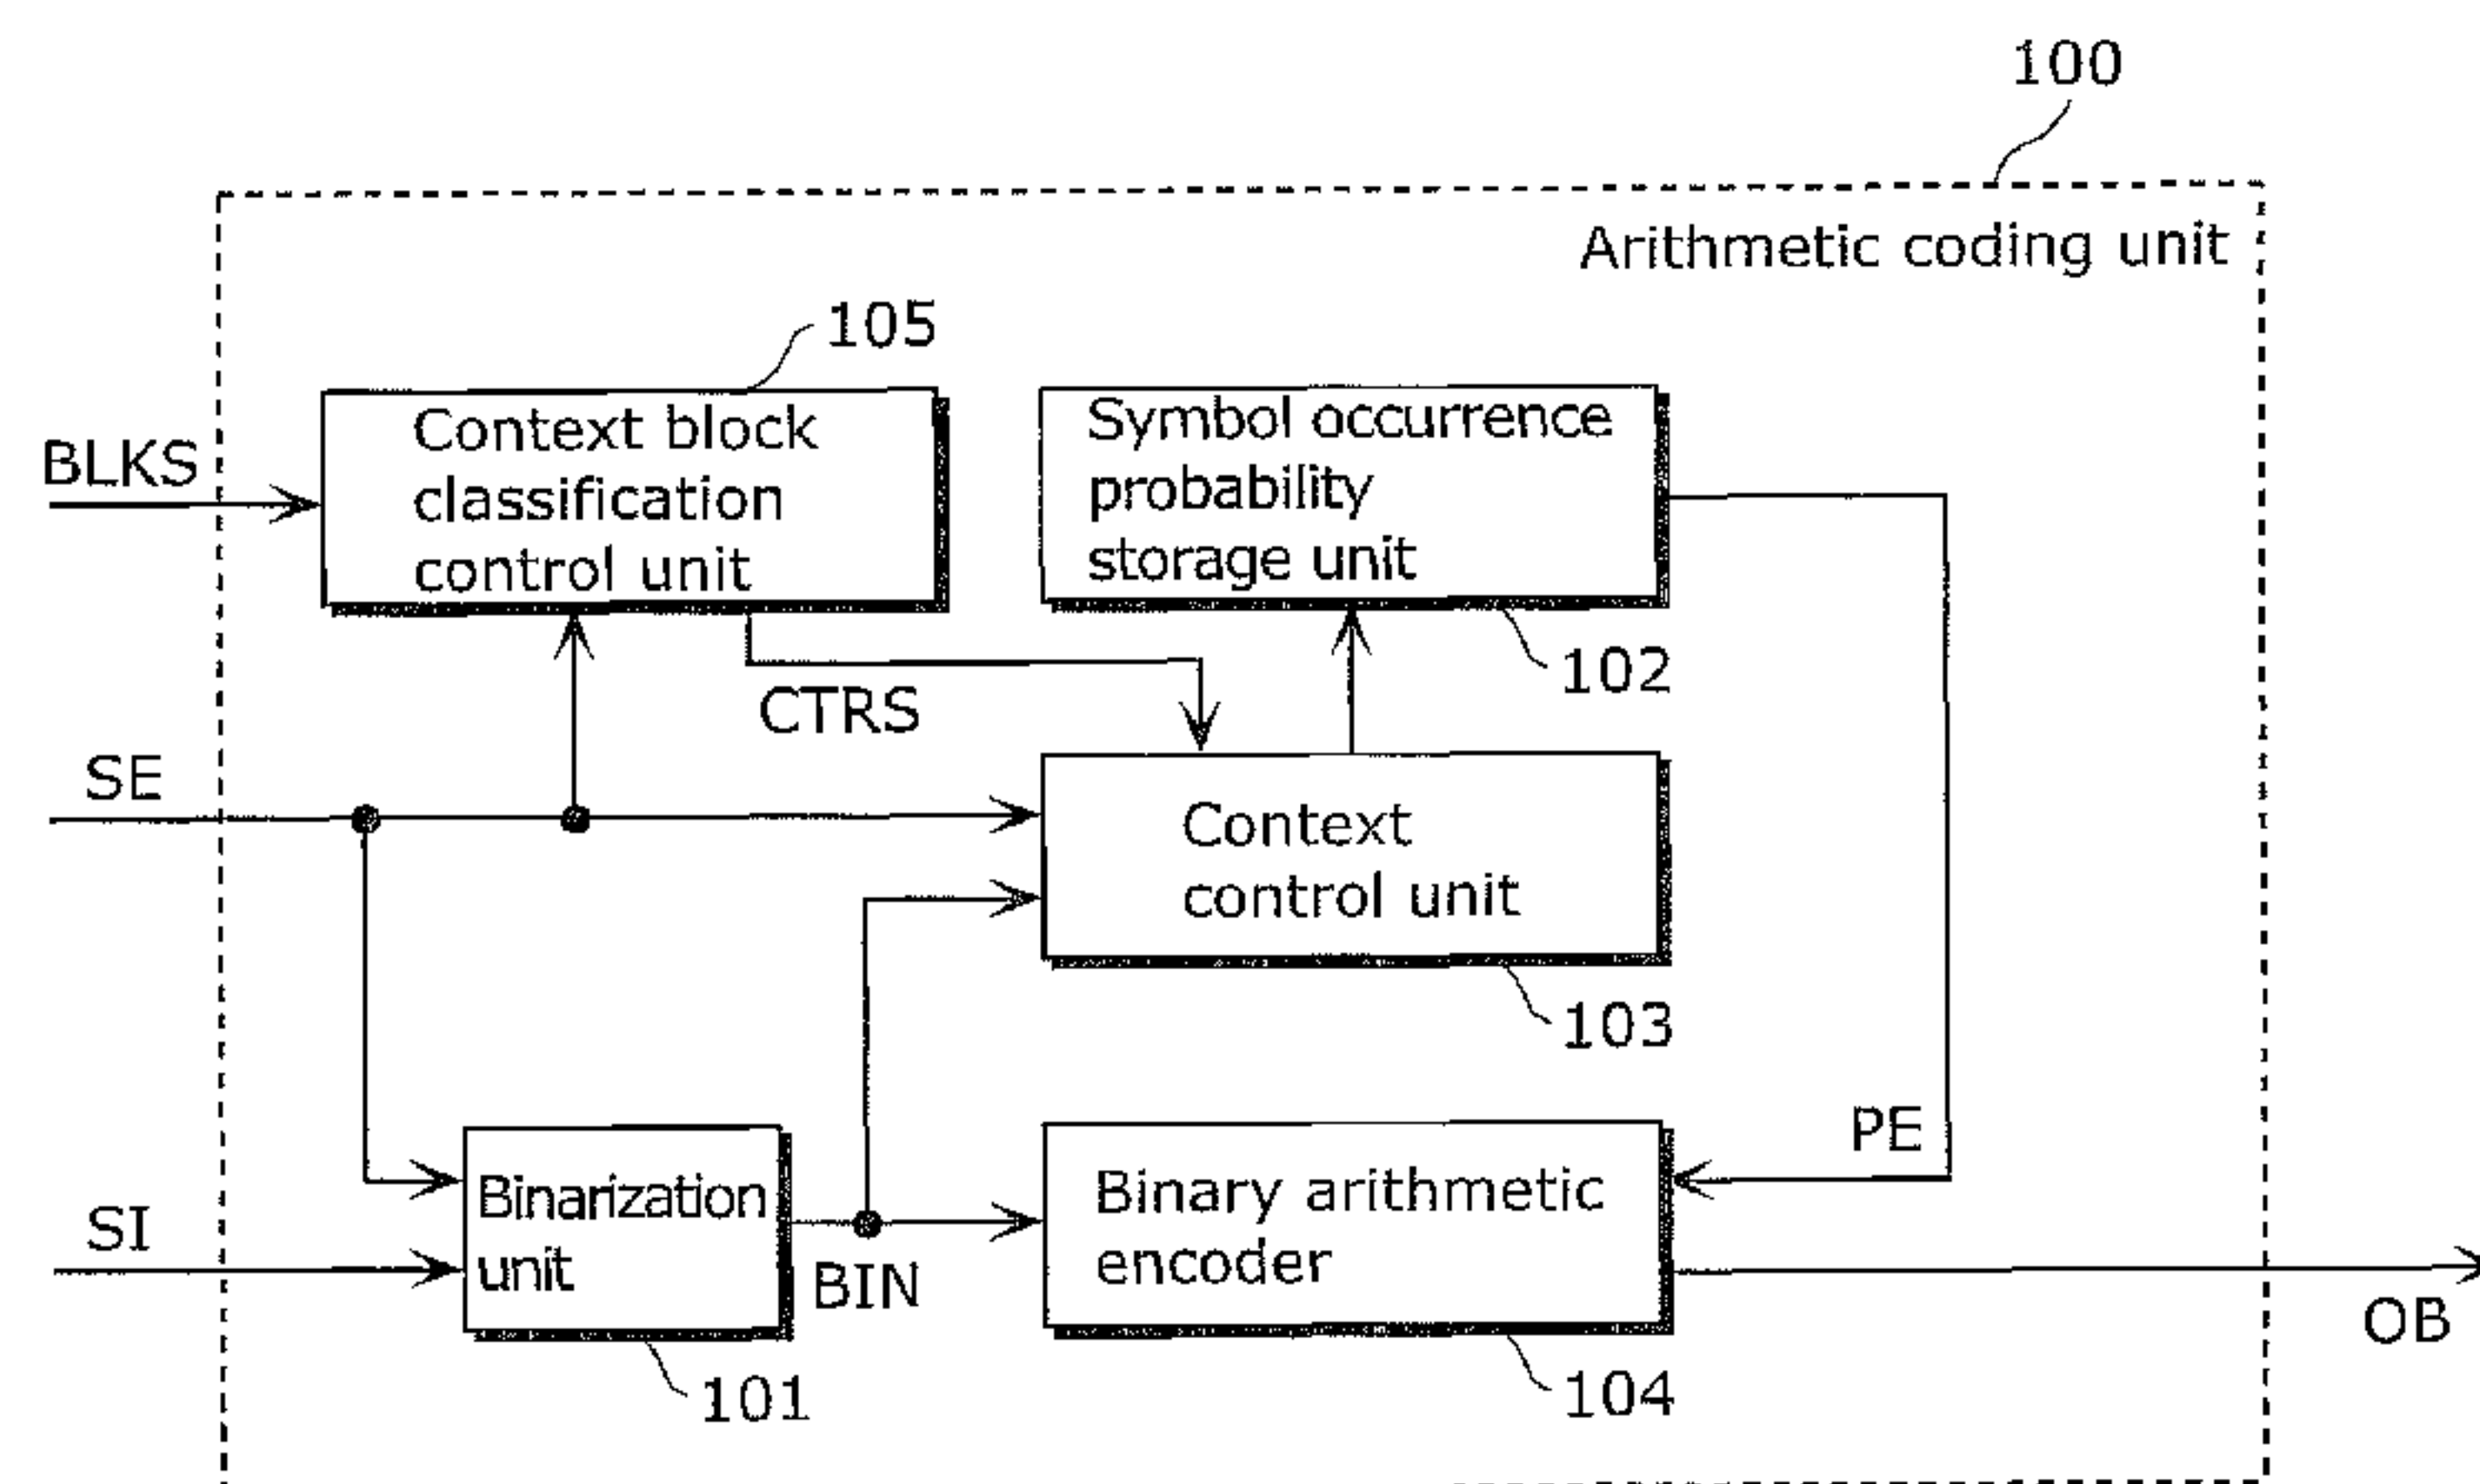 100
Arithmetic coding unit
105
Context block
classification
control unit
Symbol occurrence
probability
storage unit
BLKS
102
CTRS
SE
Context
control unit
103
PE
Binarization
unit
Binary arithmetic
encoder
SI
BIN
OB
101
104